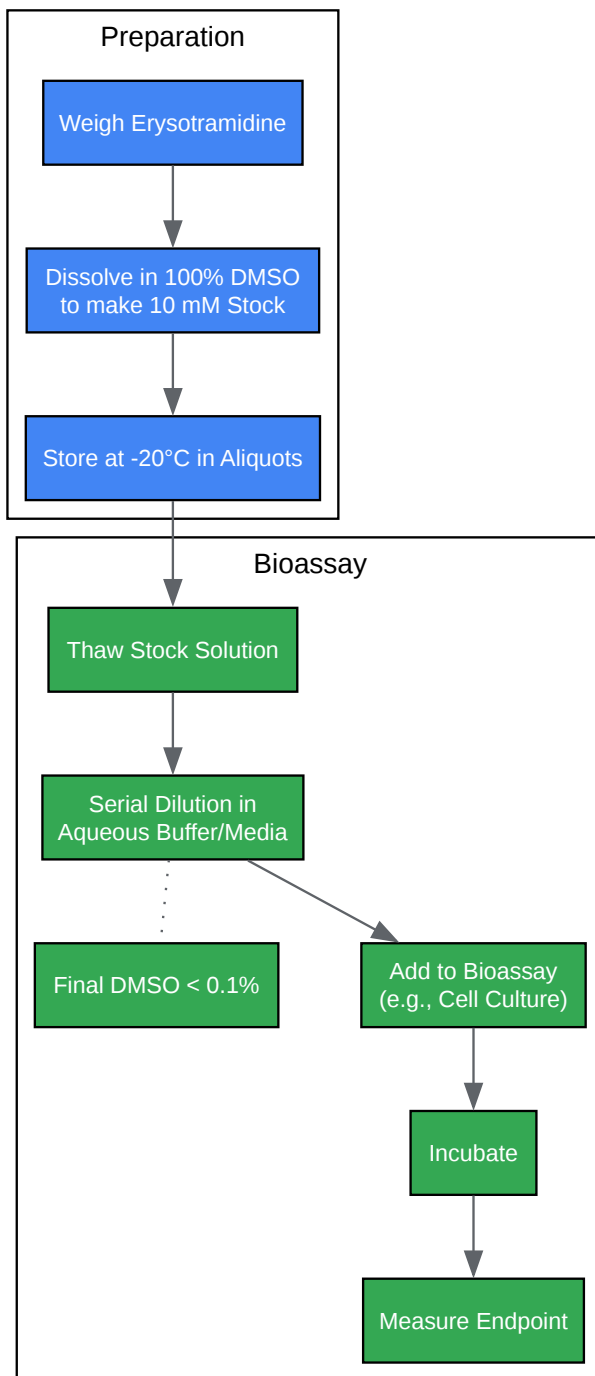 Preparation
Weigh Erysotramidine
Dissolve in 100% DMSO
to make 10 mM Stock
Store at -20°C in Aliquots
Bioassay
Thaw Stock Solution
Serial Dilution in
Aqueous Buffer/Media
Final DMSO < 0.1%
Add to Bioassay
(e.g., Cell Culture)
Incubate
Measure Endpoint